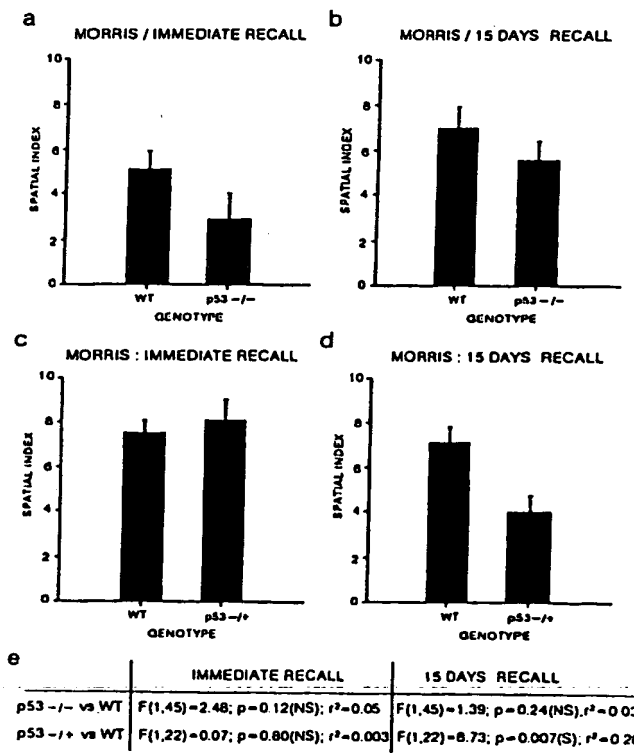 a
MORRIS / IMMEDIATE RECALL
10
8
6
4
2
0
SPATIAL INDEX
WT
p53 -/-
GENOTYPE
b
MORRIS / 15 DAYS RECALL
10
8
6
4
2
0
SPATIAL INDEX
WT
p53 -/-
GENOTYPE
c
MORRIS : IMMEDIATE RECALL
10
8
6
4
2
0
SPATIAL INDEX
WT
p53 -/+
GENOTYPE
d
MORRIS : 15 DAYS RECALL
10
8
6
4
2
0
SPATIAL INDEX
WT
p53 -/+
GENOTYPE
e
IMMEDIATE RECALL 15 DAYS RECALL
p53 -/- vs WT F(1,45)=2.48; p=0.12(NS); r²=0.05 F(1,45)=1.39; p=0.24(NS).r²=0.03
p53 -/+ vs WT F(1,22)=0.07; p=0.80(NS); r²=0.003 F(1,22)=8.73; p=0.007(S);